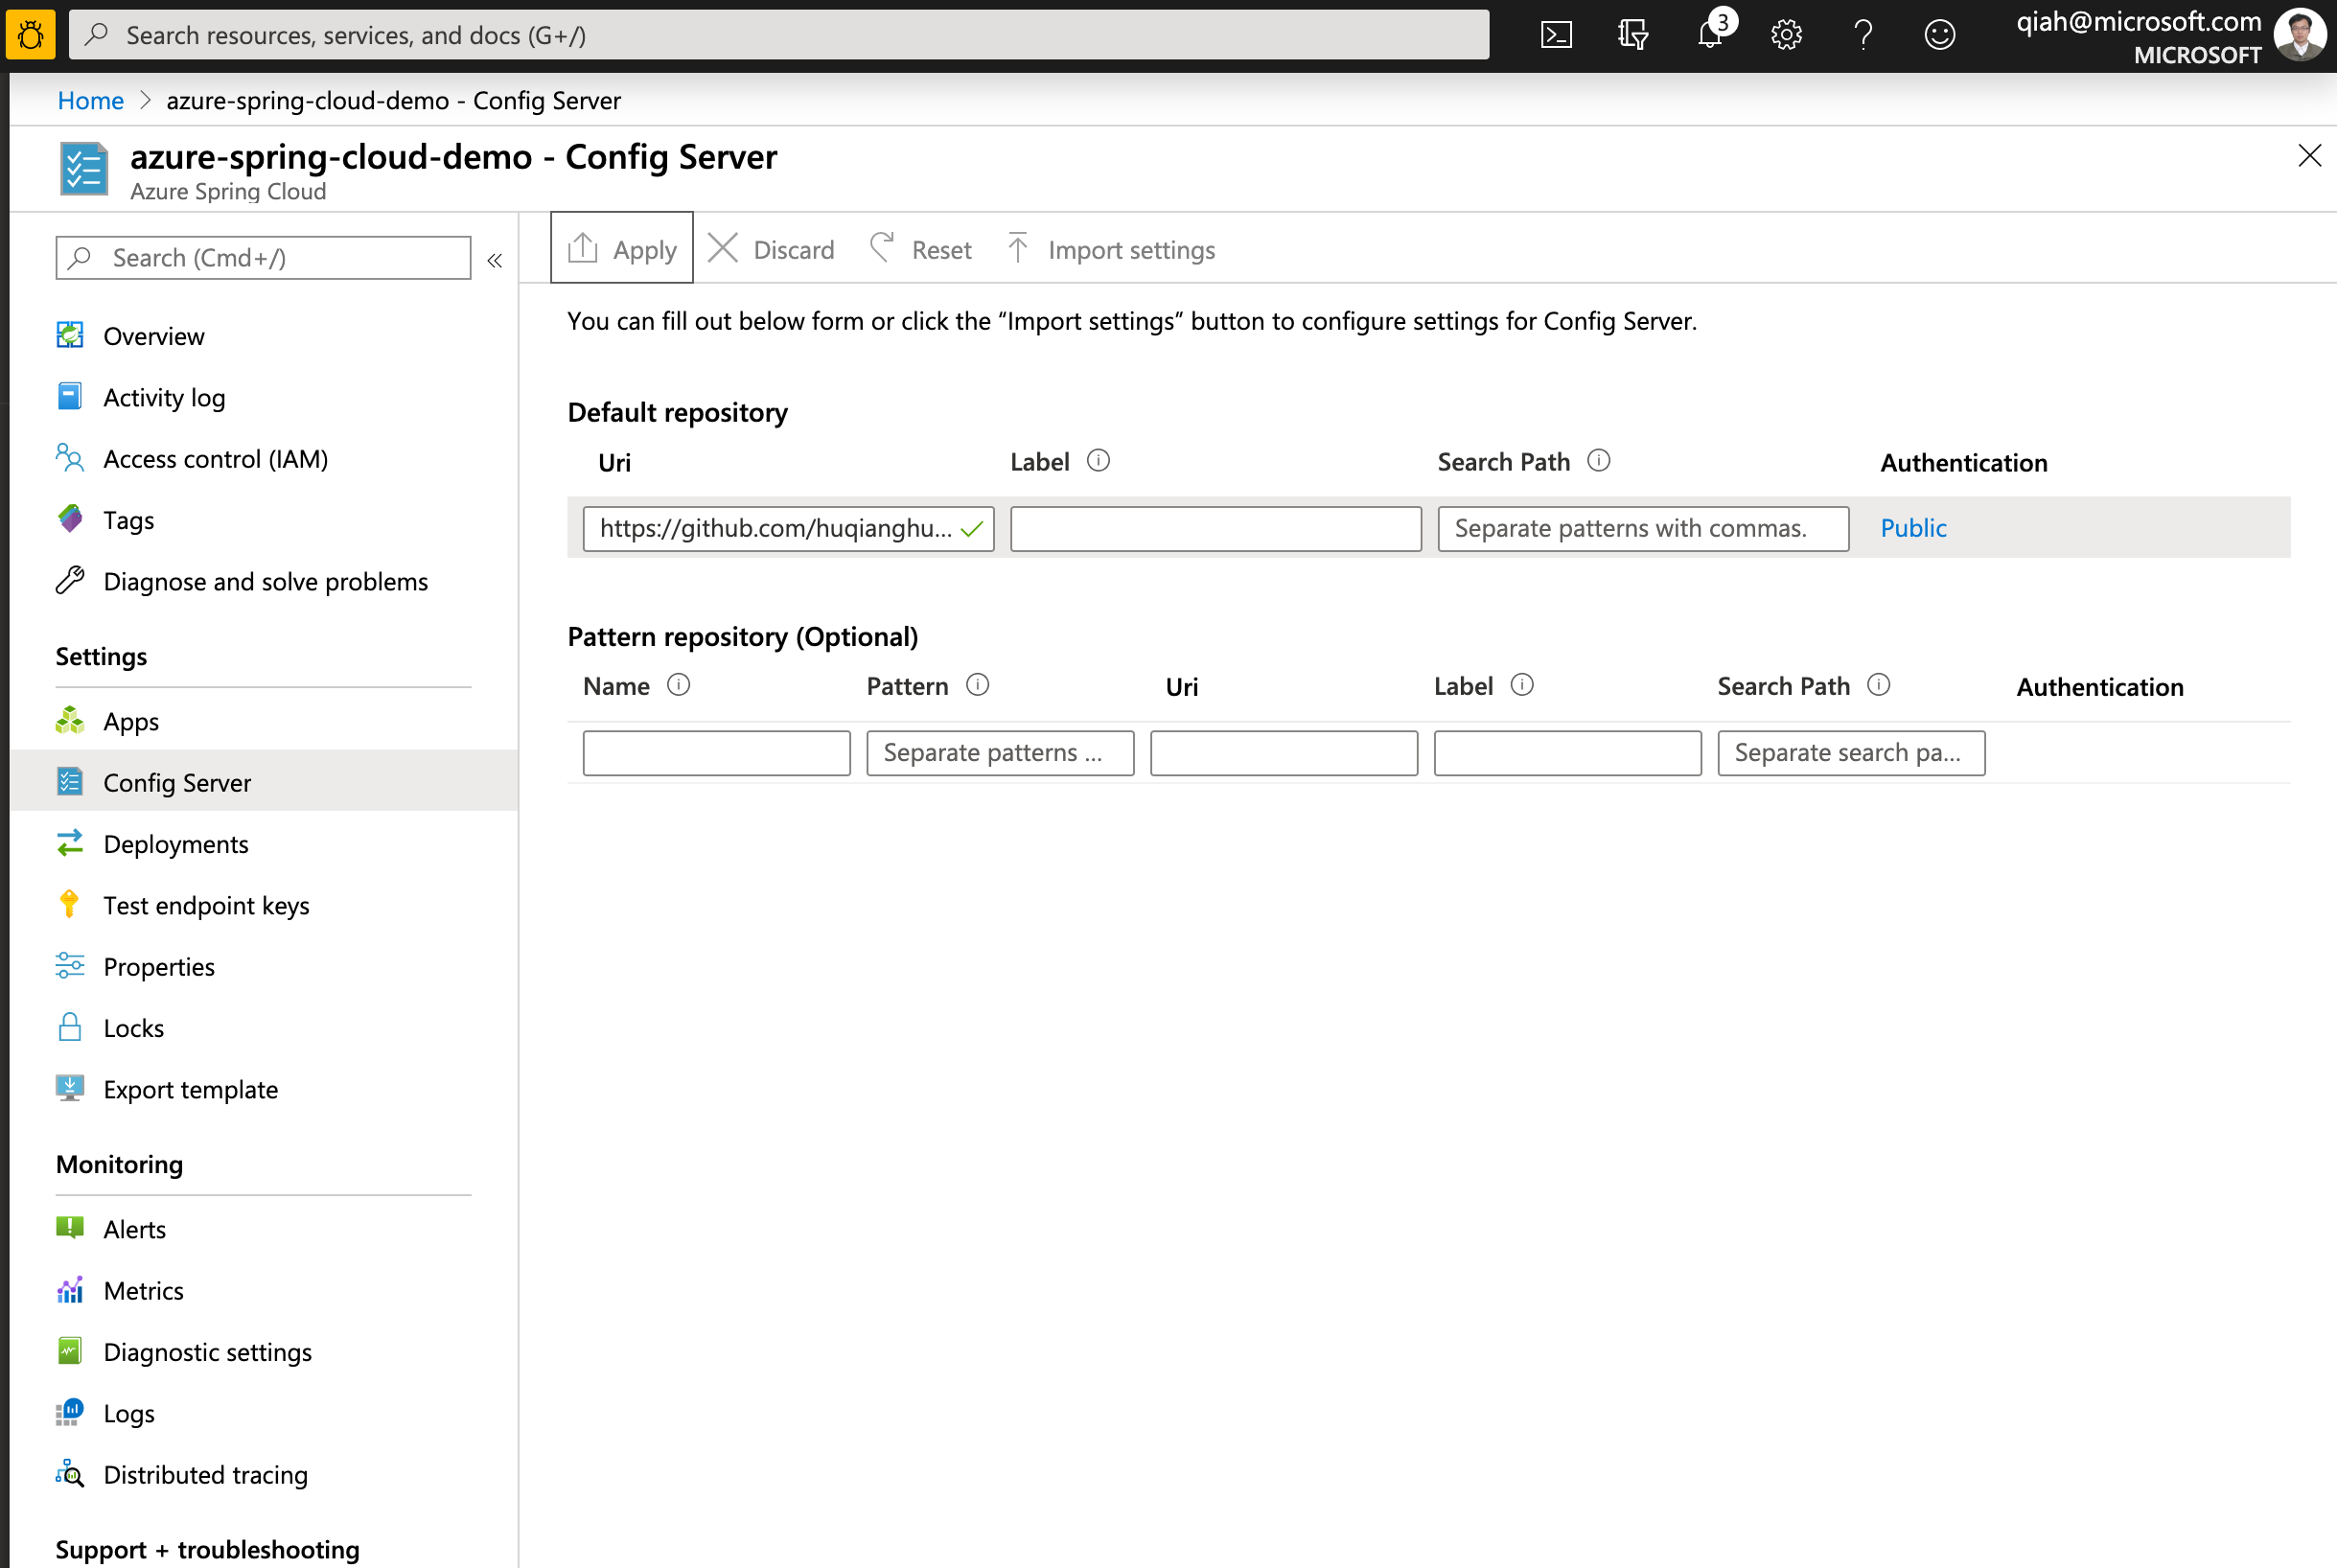 Search resources, services, and docs (G+/)
3
qiah@microsoft.com
MICROSOFT
Home > azure-spring-cloud-demo - Config Server
azure-spring-cloud-demo - Config Server
Azure Spring Cloud
Search (Cmd+/)
«
Overview
Activity log
Access control (IAM)
Tags
Diagnose and solve problems
Settings
Apps
Config Server
Deployments
Test endpoint keys
Properties
Locks
Export template
Monitoring
Alerts
Metrics
Diagnostic settings
Logs
Distributed tracing
Support + troubleshooting
Apply Discard Reset Import settings
You can fill out below form or click the “Import settings” button to configure settings for Config Server.
Default repository
Uri Label Search Path Authentication
https://github.com/huqianghu... Separate patterns with commas. Public
Pattern repository (Optional)
Name Pattern Uri Label Search Path Authentication
Separate patterns ... Separate search pa...